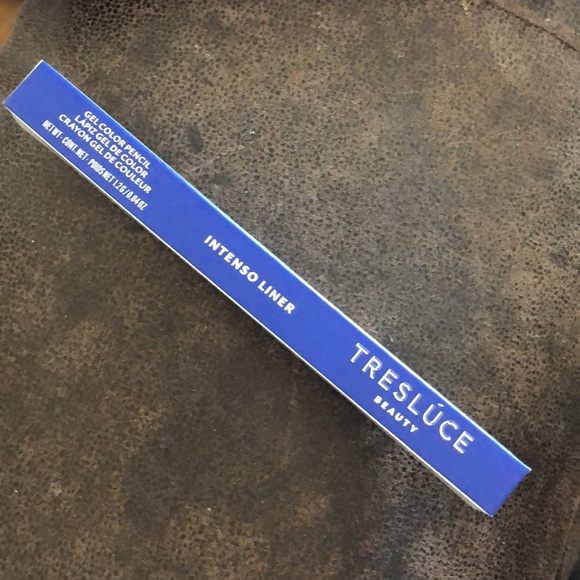 GEL COLOR PENCIL
LÁPIZ GEL DE COLOR
CRAYON GEL DE COULEUR
NET WT • CONT. NET • POIDS NET 1.2 G / 0.04 OZ
INTENSO LINER
TRESLÚCE
BEAUTY